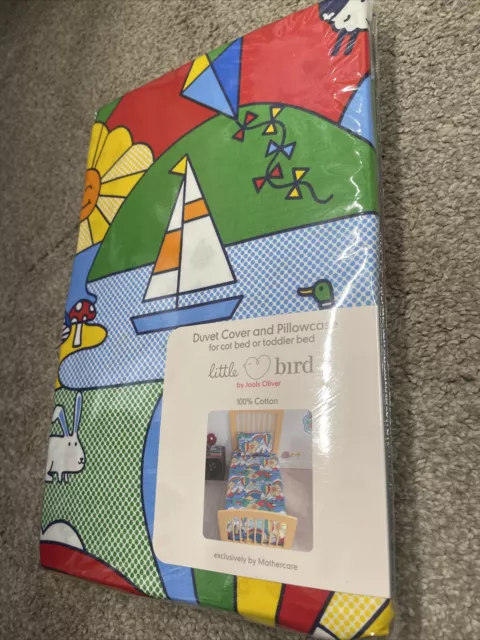 Duvet Cover and Pillowcase
for cot bed or toddler bed
little bird
by Jools Oliver
100% Cotton
exclusively by Mothercare